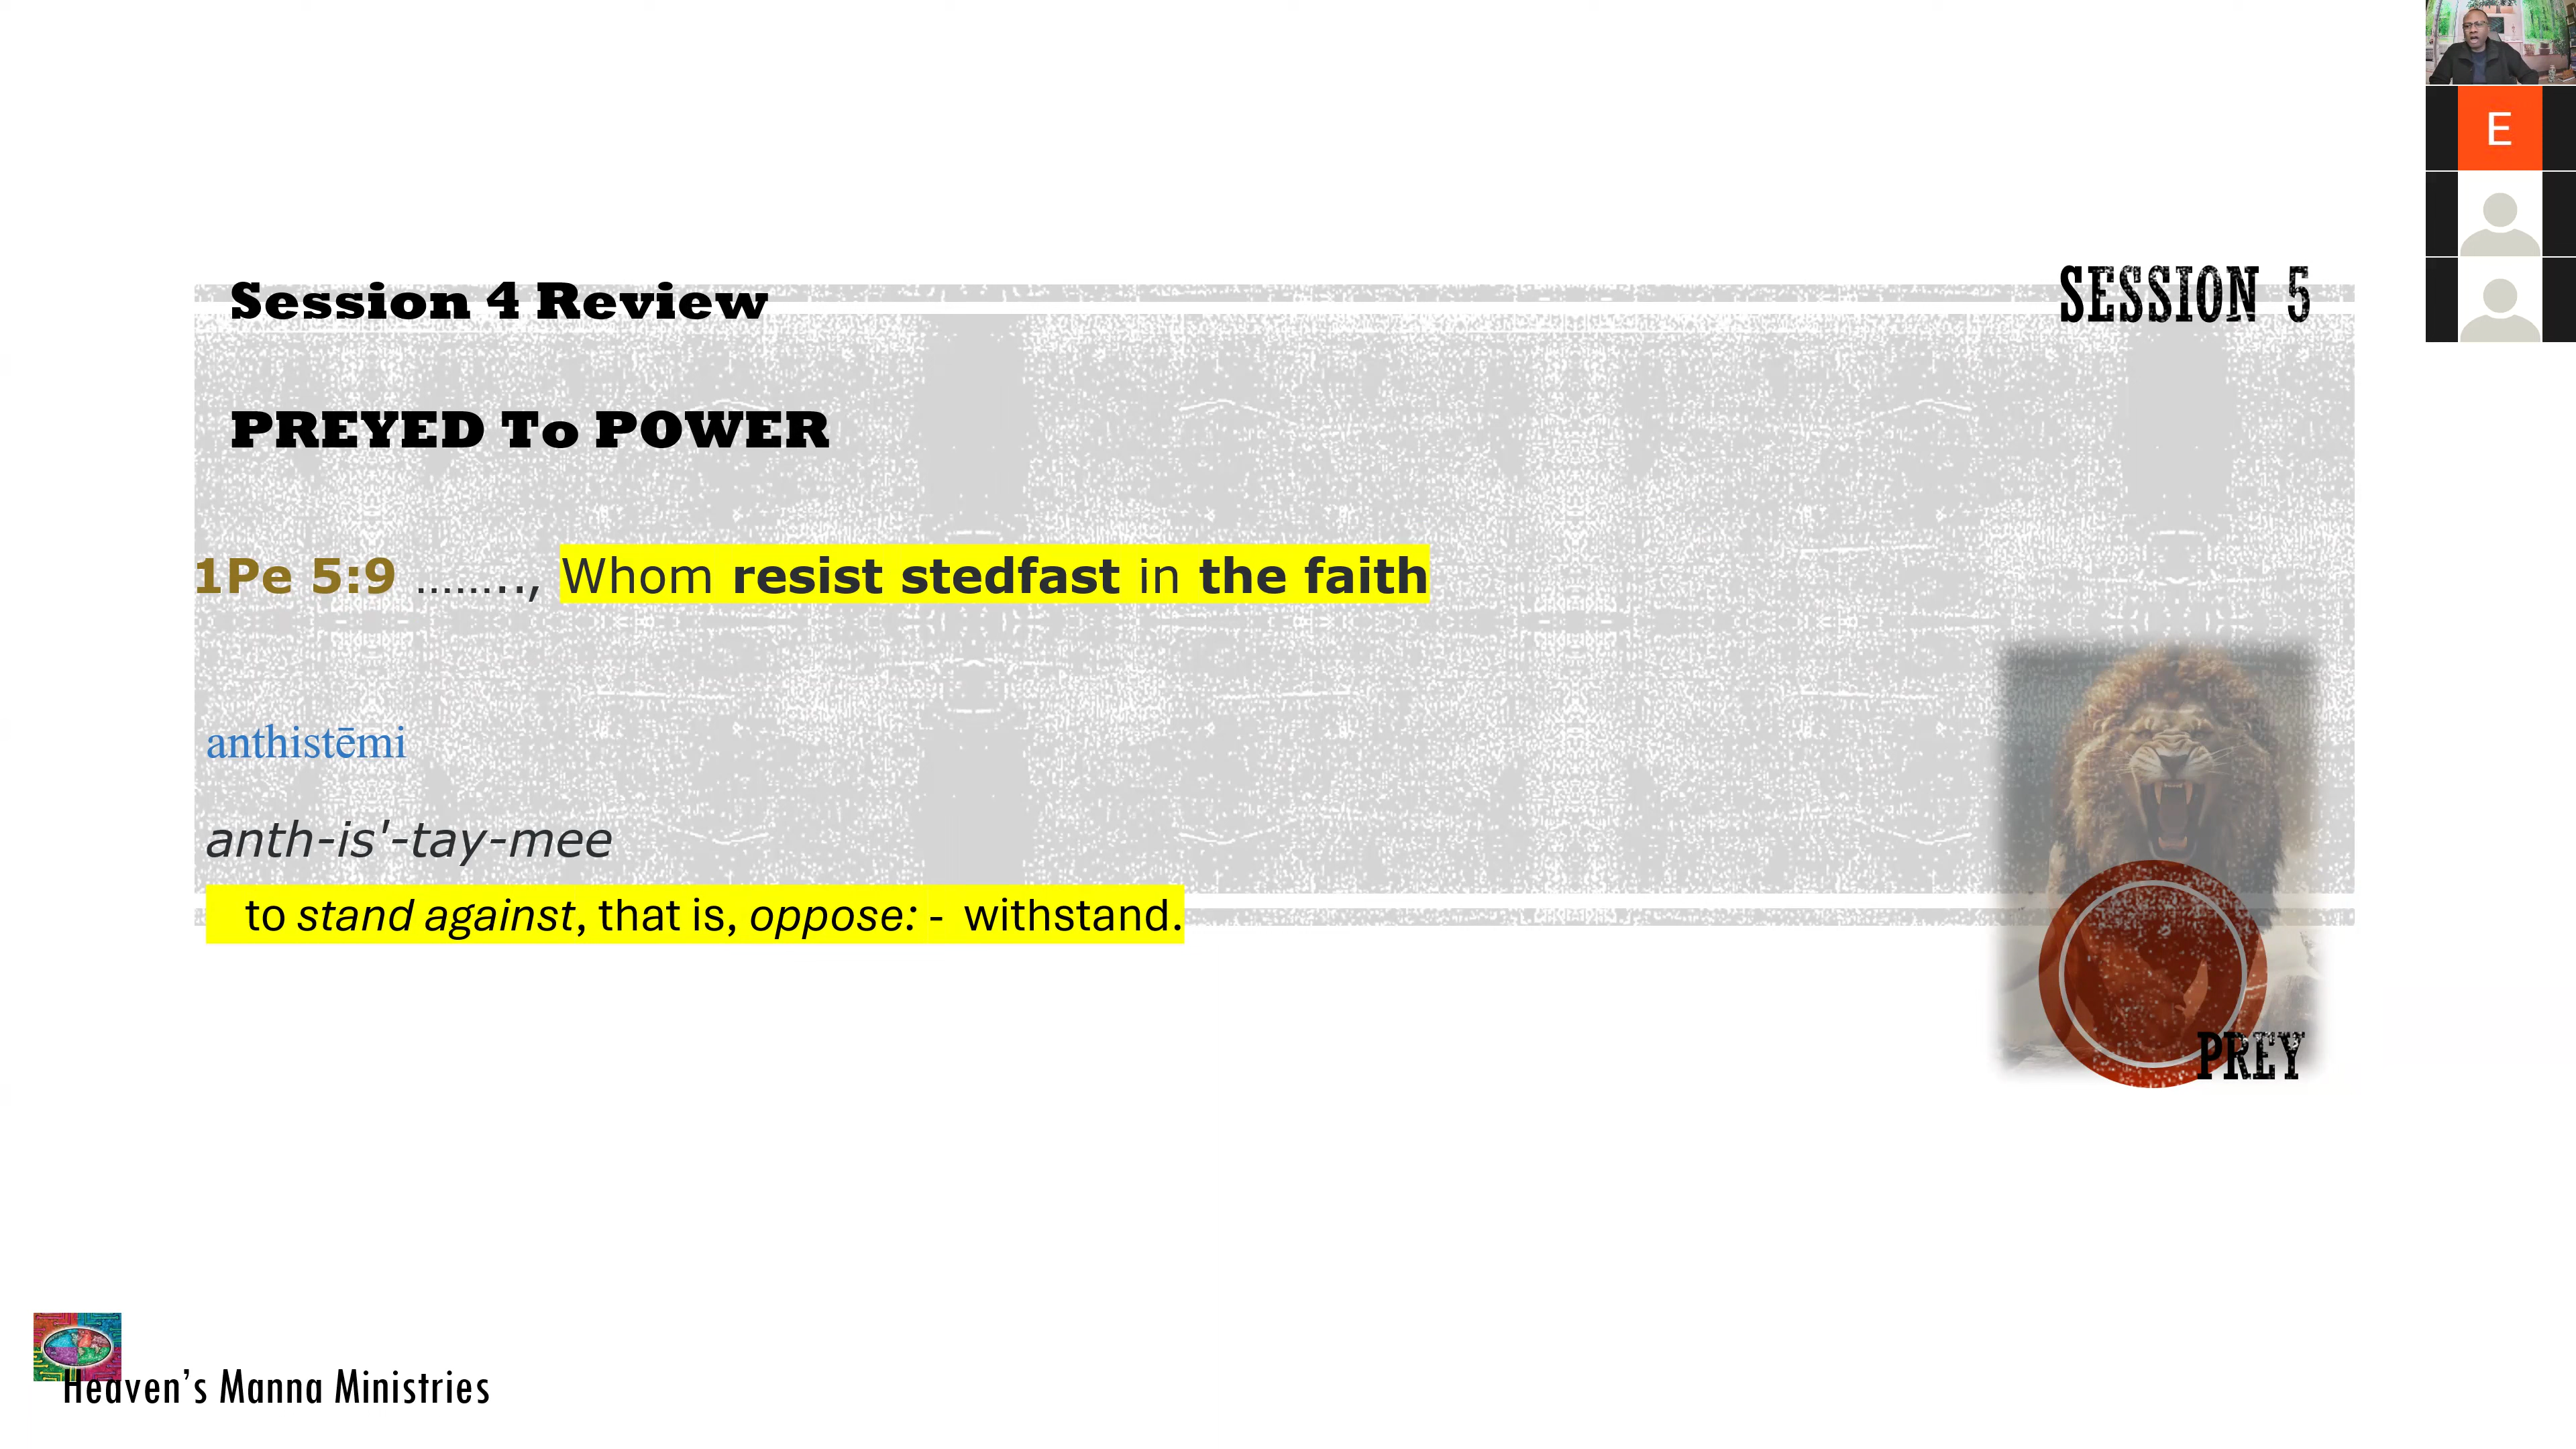 E
Session 4 Review
SESSION 5
PREYED To POWER
1Pe 5:9 …….., Whom resist stedfast in the faith
anthistēmi
anth-is'-tay-mee
to stand against, that is, oppose: - withstand.
PREY
Heaven’s Manna Ministries